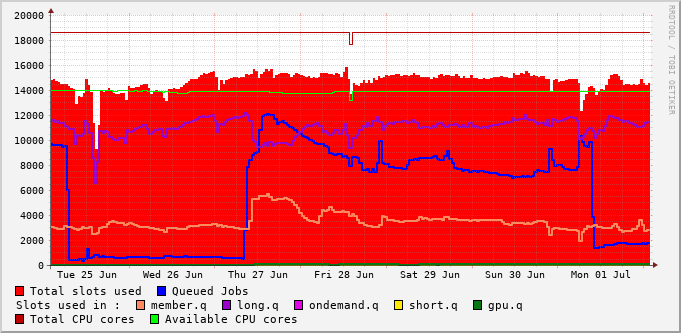 20000
18000
16000
14000
12000
10000
8000
6000
4000
2000
0
Tue 25 Jun Wed 26 Jun Thu 27 Jun Fri 28 Jun Sat 29 Jun Sun 30 Jun Mon 01 Jul
RRDTOOL / TOBI OETIKER
Total slots used Queued Jobs
Slots used in : member.q long.q ondemand.q short.q gpu.q
Total CPU cores Available CPU cores